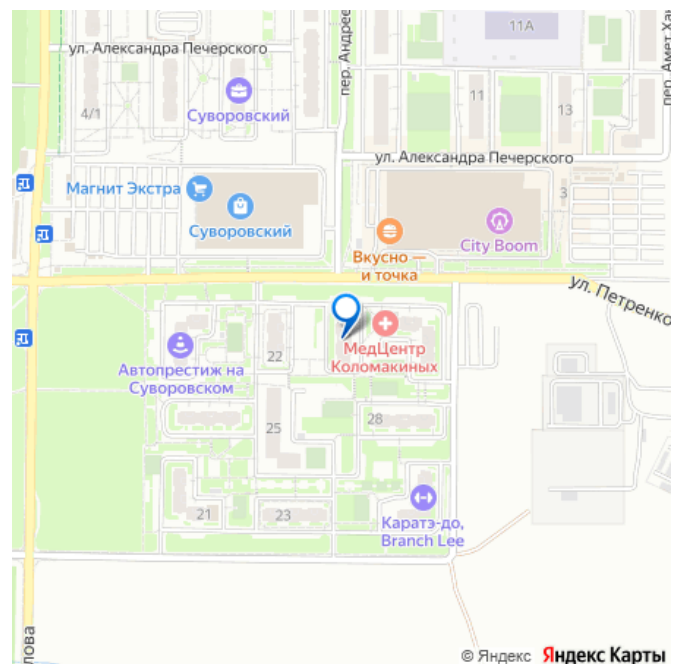 11А
ул. Александра Печерского
пер. Андрее
пер. Амет Хан
Суворовский
4/1
11
13
ул. Александра Печерского
Магнит Экстра
3
Суворовский
City Boom
Вкусно —
и точка
ул. Петренко
МедЦентр
Коломакиных
22
Автопрестиж на
Суворовском
28
25
21
23
Каратэ-до,
Branch Lee
лова
© Яндекс Яндекс Карты